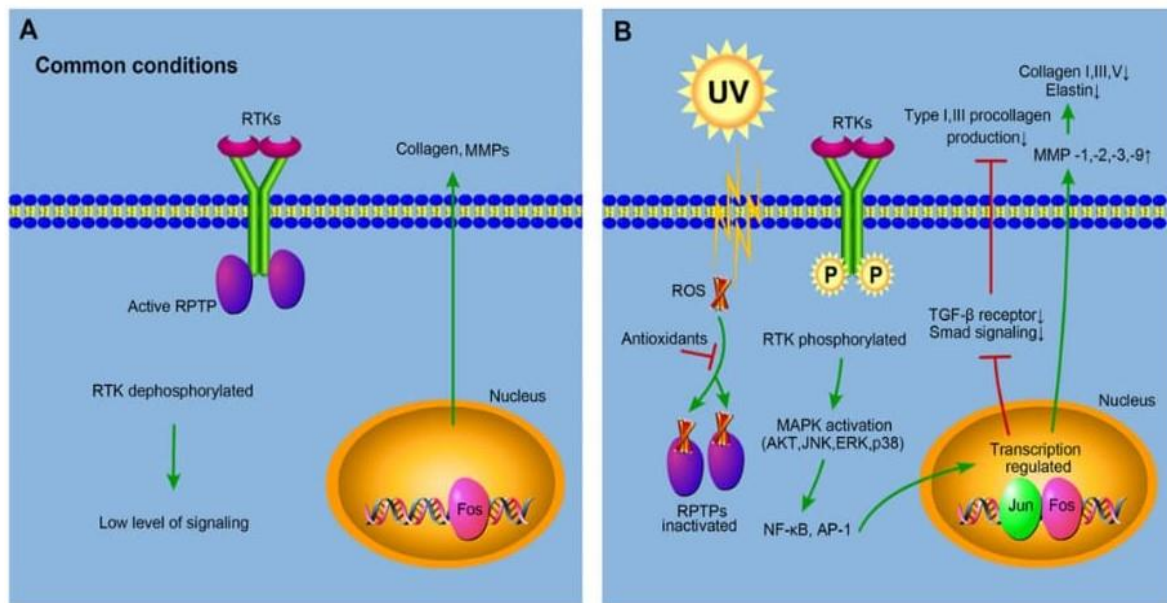 A
Common conditions
RTKs
Collagen, MMPs
Active RPTP
RTK dephosphorylated
Nucleus
Low level of signaling
Fos
B
UV
RTKs
Collagen I,III,V↓
Elastin↓
Type I,III procollagen
production↓
MMP -1,-2,-3,-9↑
P
P
ROS
Antioxidants
RTK phosphorylated
TGF-β receptor↓
Smad signaling↓
Nucleus
MAPK activation
(AKT,JNK,ERK,p38)
Transcription
regulated
Jun
Fos
RPTPs
inactivated
NF-κB, AP-1